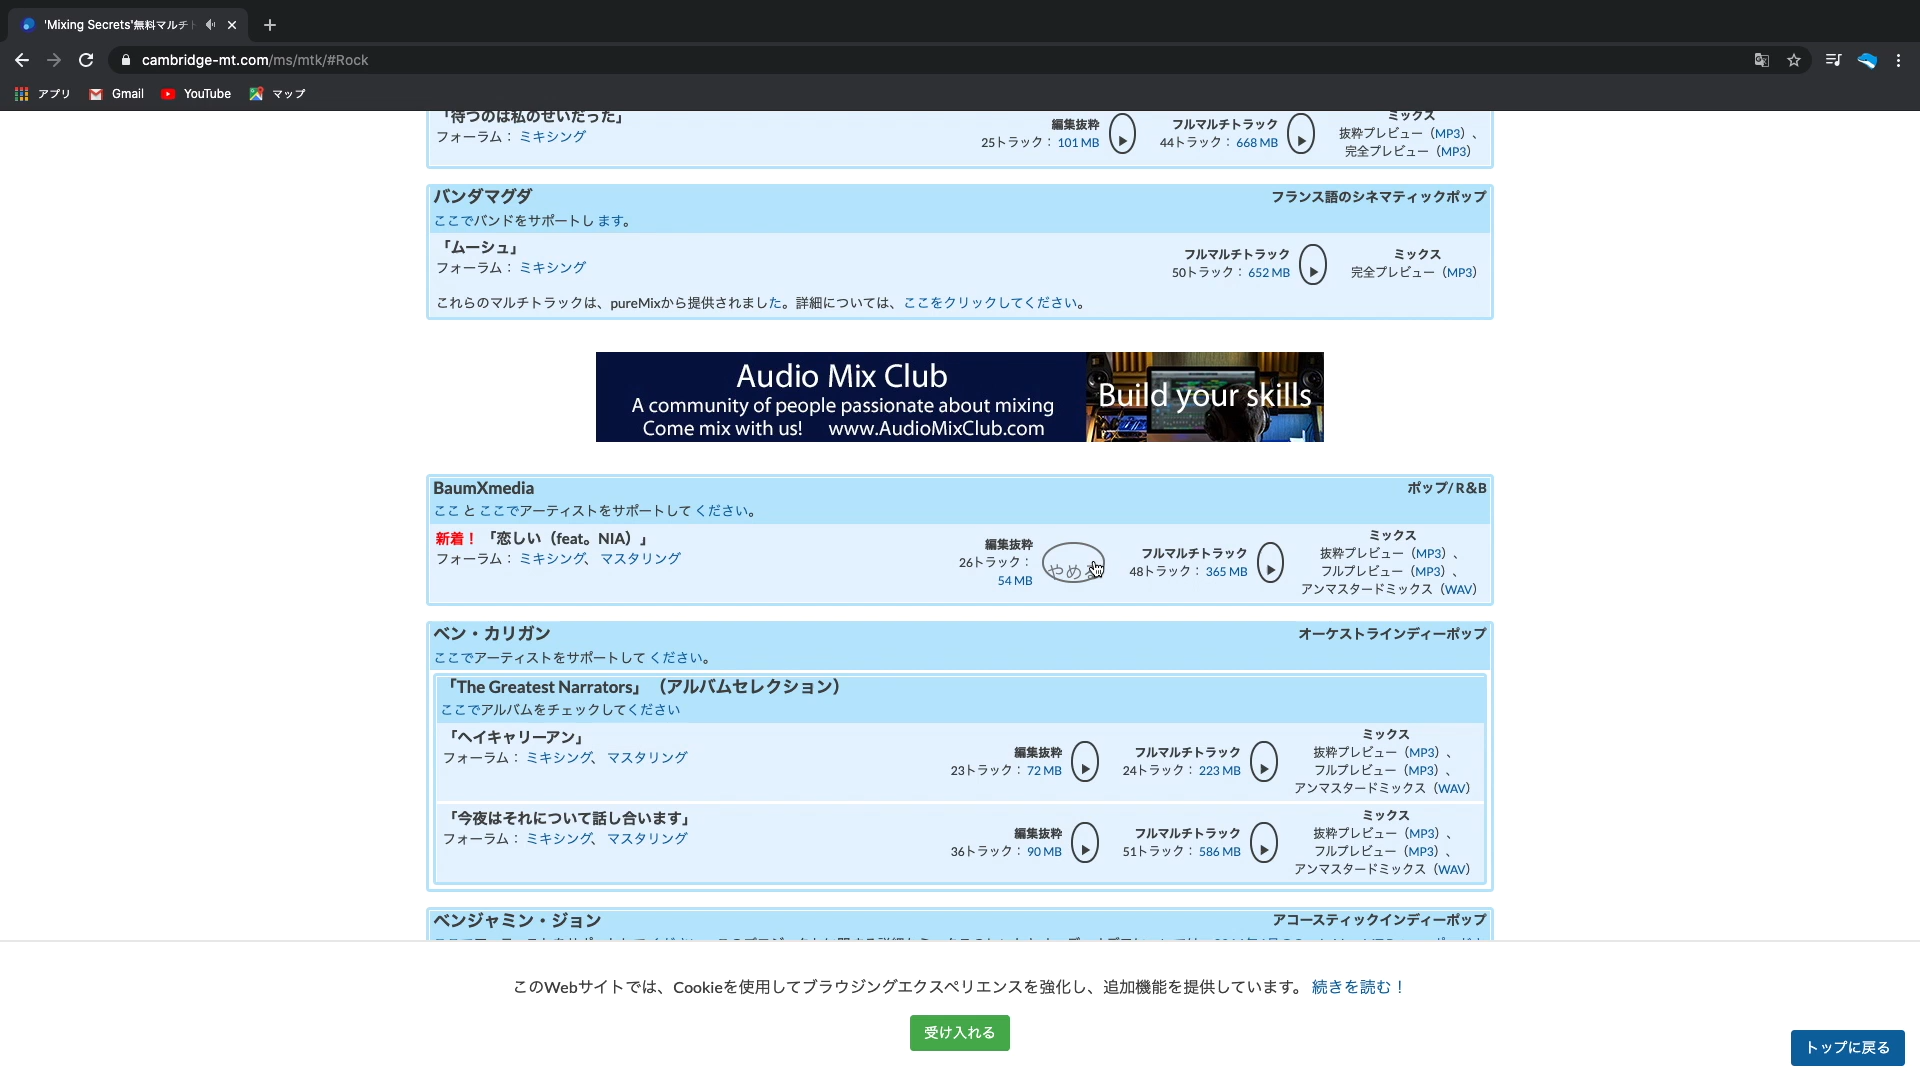 'Mixing Secrets'無料マルチト
cambridge-mt.com/ms/mtk/#Rock
アプリ Gmail YouTube マップ
「待つのは私のせいだった」
フォーラム： ミキシング
編集抜粋
25トラック： 101 MB
フルマルチトラック
44トラック： 668 MB
ミックス
抜粋プレビュー（MP3）、
完全プレビュー（MP3）
バンダマグダ
フランス語のシネマティックポップ
ここでバンドをサポートし ます。
「ムーシュ」
フォーラム： ミキシング
フルマルチトラック
50トラック： 652 MB
ミックス
完全プレビュー（MP3）
これらのマルチトラックは、pureMixから提供されました。詳細については、ここをクリックしてください。
Audio Mix Club
A community of people passionate about mixing
Come mix with us! www.AudioMixClub.com
Build your skills
BaumXmedia
ポップ/ R＆B
ここ と ここでアーティストをサポートして ください。
新着！ 「恋しい（feat。NIA）」
フォーラム： ミキシング、 マスタリング
編集抜粋
26トラック：
54 MB
やめる
フルマルチトラック
48トラック： 365 MB
ミックス
抜粋プレビュー（MP3）、
フルプレビュー（MP3）、
アンマスタードミックス（WAV）
ベン・カリガン
オーケストラインディーポップ
ここでアーティストをサポートして ください。
「The Greatest Narrators」 （アルバムセレクション）
ここでアルバムをチェックしてください
「ヘイキャリーアン」
フォーラム： ミキシング、 マスタリング
編集抜粋
23トラック： 72 MB
フルマルチトラック
24トラック： 223 MB
ミックス
抜粋プレビュー（MP3）、
フルプレビュー（MP3）、
アンマスタードミックス（WAV）
「今夜はそれについて話し合います」
フォーラム： ミキシング、 マスタリング
編集抜粋
36トラック： 90 MB
フルマルチトラック
51トラック： 586 MB
ミックス
抜粋プレビュー（MP3）、
フルプレビュー（MP3）、
アンマスタードミックス（WAV）
ベンジャミン・ジョン
アコースティックインディーポップ
このWebサイトでは、Cookieを使用してブラウジングエクスペリエンスを強化し、追加機能を提供しています。 続きを読む！
受け入れる
トップに戻る